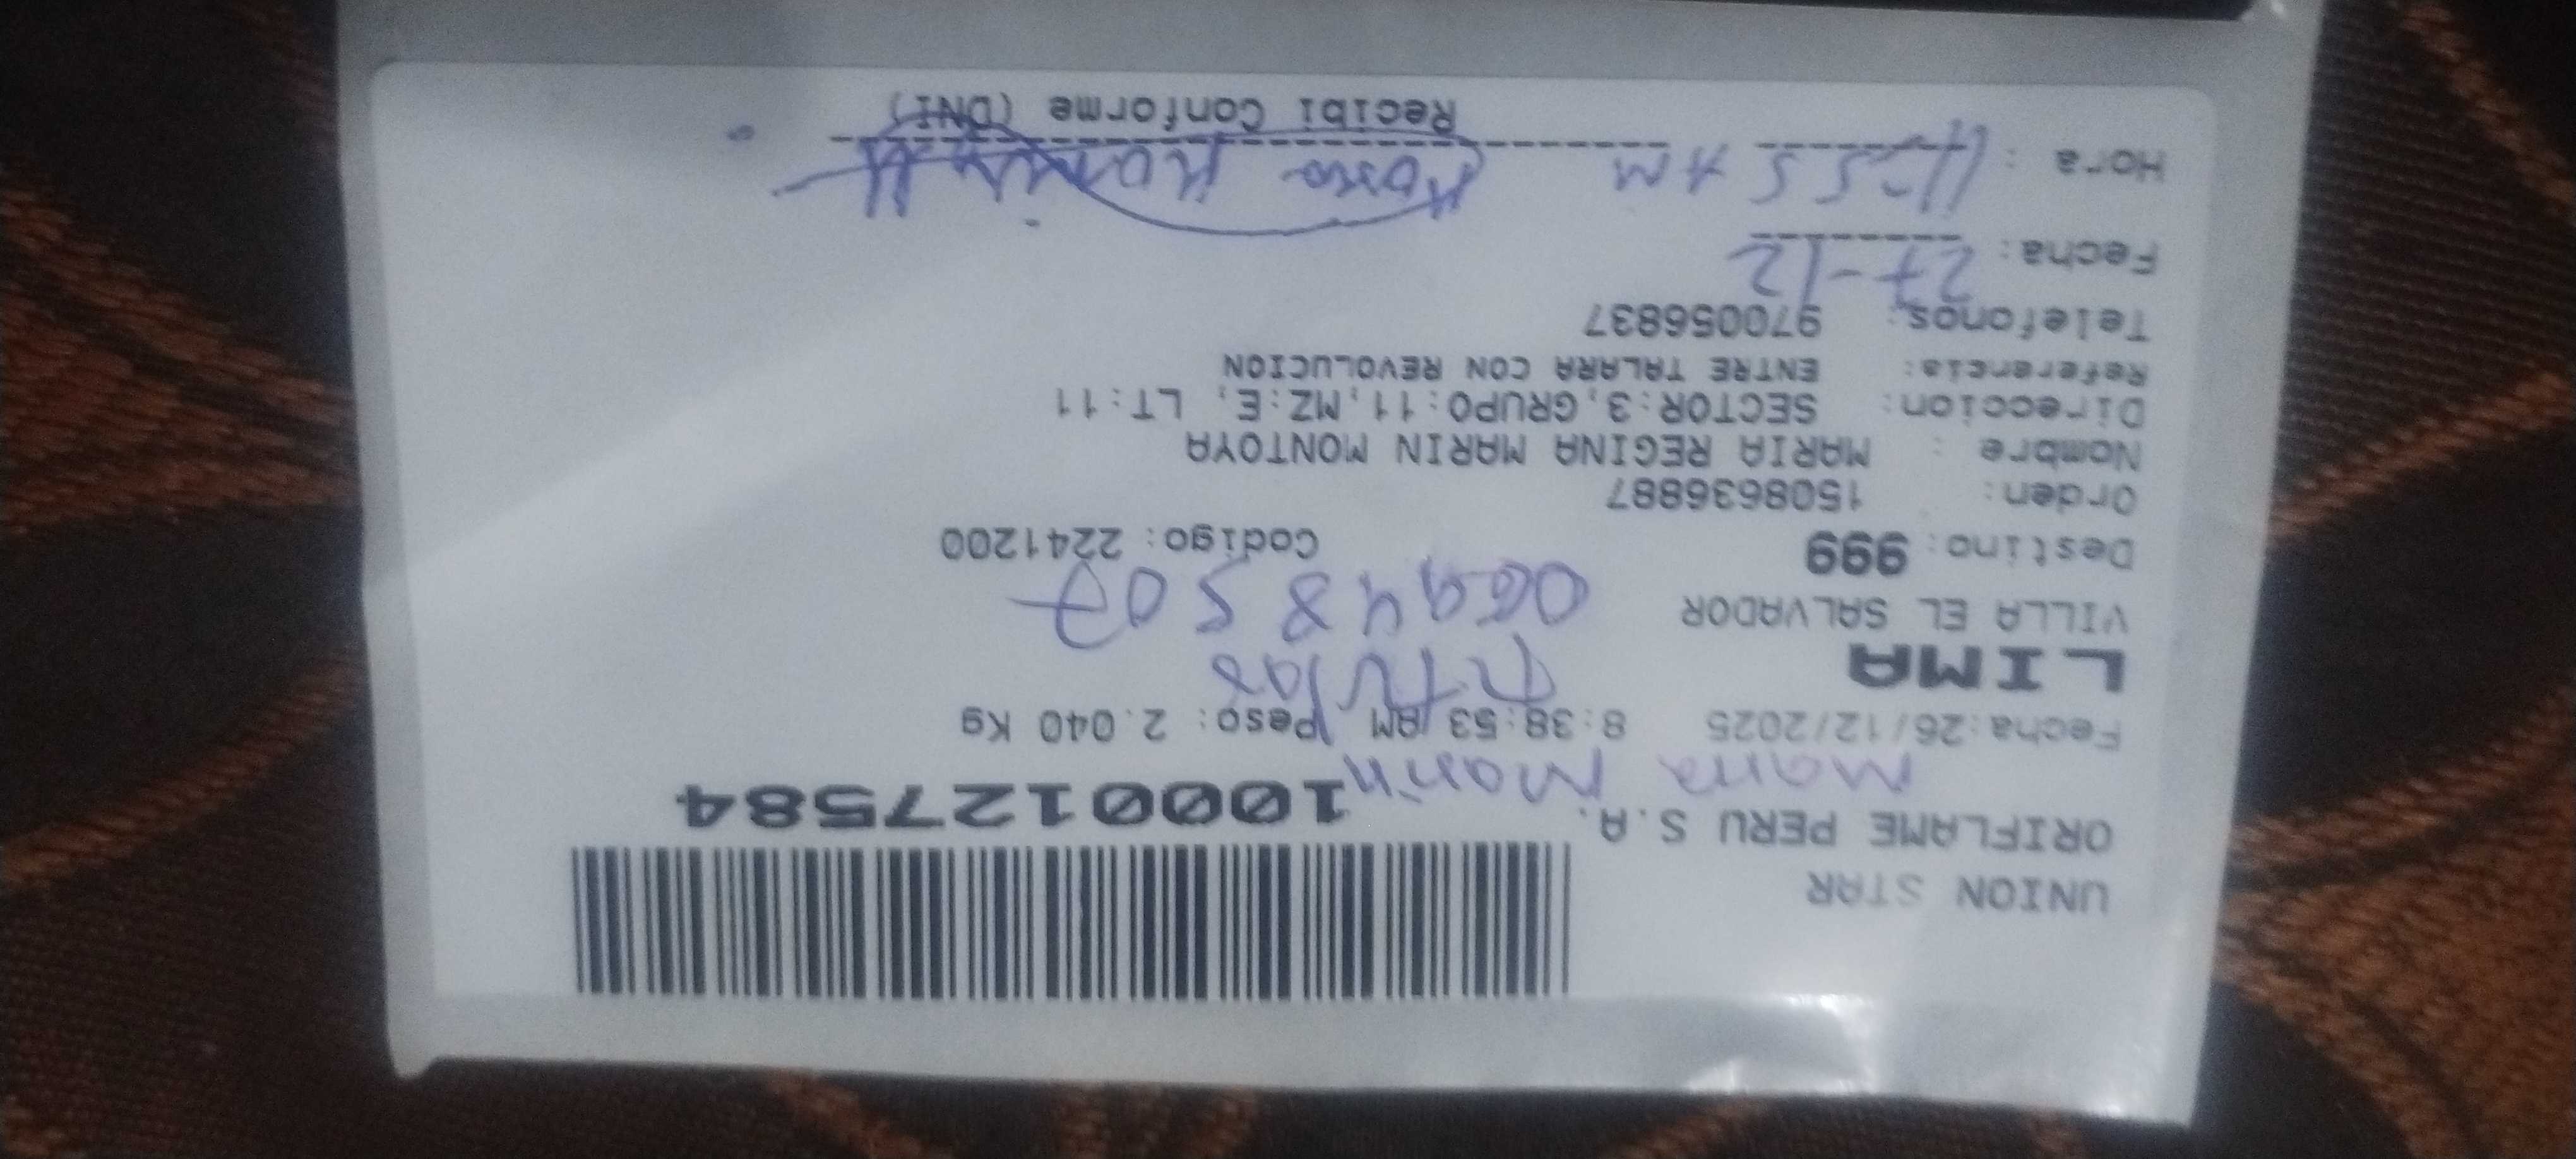 UNION STAR
ORIFLAME PERU S.A.
1000127584
Maria Marin
Fecha:26/12/2025 8:38:53 AM Peso: 2.040 Kg
LIMA
Titular
VILLA EL SALVADOR
06948507
Destino: 999 Codigo: 2241200
Orden: 1508636887
Nombre : MARIA REGINA MARIN MONTOYA
Direccion: SECTOR:3,GRUPO:11,MZ:E, LT:11
Referencia: ENTRE TALARA CON REVOLUCION
Telefonos: 970056837
Fecha: 27-12
Hora : 11:55 AM
Recibi Conforme (DNI)